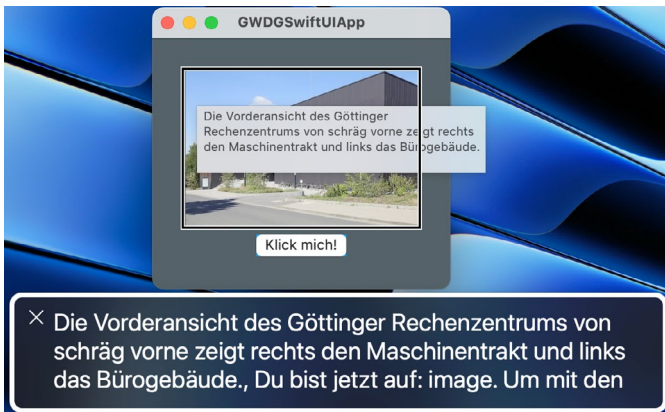 GWDGSwiftUIApp
Die Vorderansicht des Göttinger
Rechenzentrums von schräg vorne zeigt rechts
den Maschinentrakt und links das Bürogebäude.
Klick mich!
Die Vorderansicht des Göttinger Rechenzentrums von
schräg vorne zeigt rechts den Maschinentrakt und links
das Bürogebäude., Du bist jetzt auf: image. Um mit den